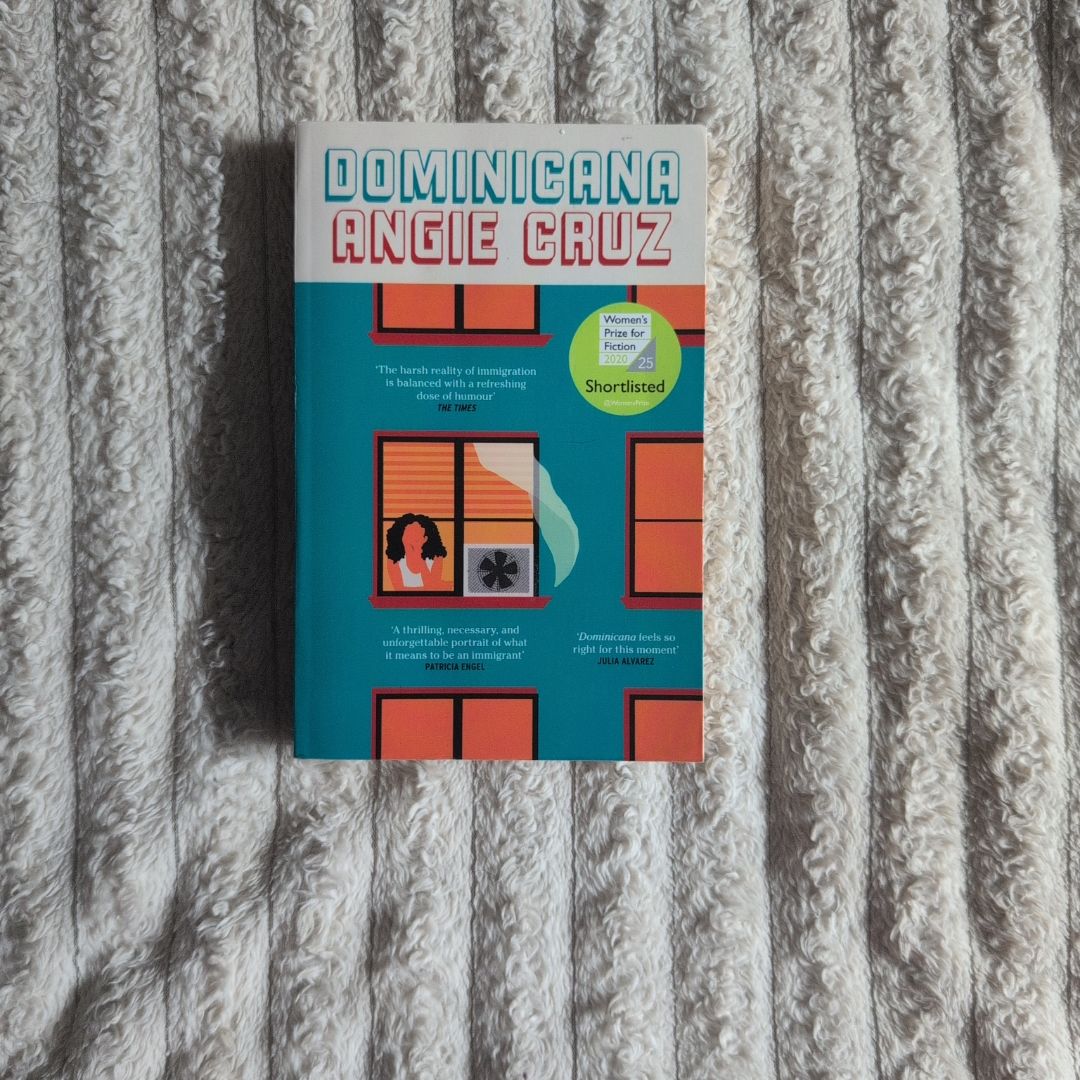 DOMINICANA
ANGIE CRUZ
Women's
Prize for
Fiction
2020
25
Shortlisted
@WomensPrize
'The harsh reality of immigration
is balanced with a refreshing
dose of humour'
THE TIMES
'A thrilling, necessary, and
unforgettable portrait of what
it means to be an immigrant'
PATRICIA ENGEL
'Dominicana feels so
right for this moment'
JULIA ALVAREZ